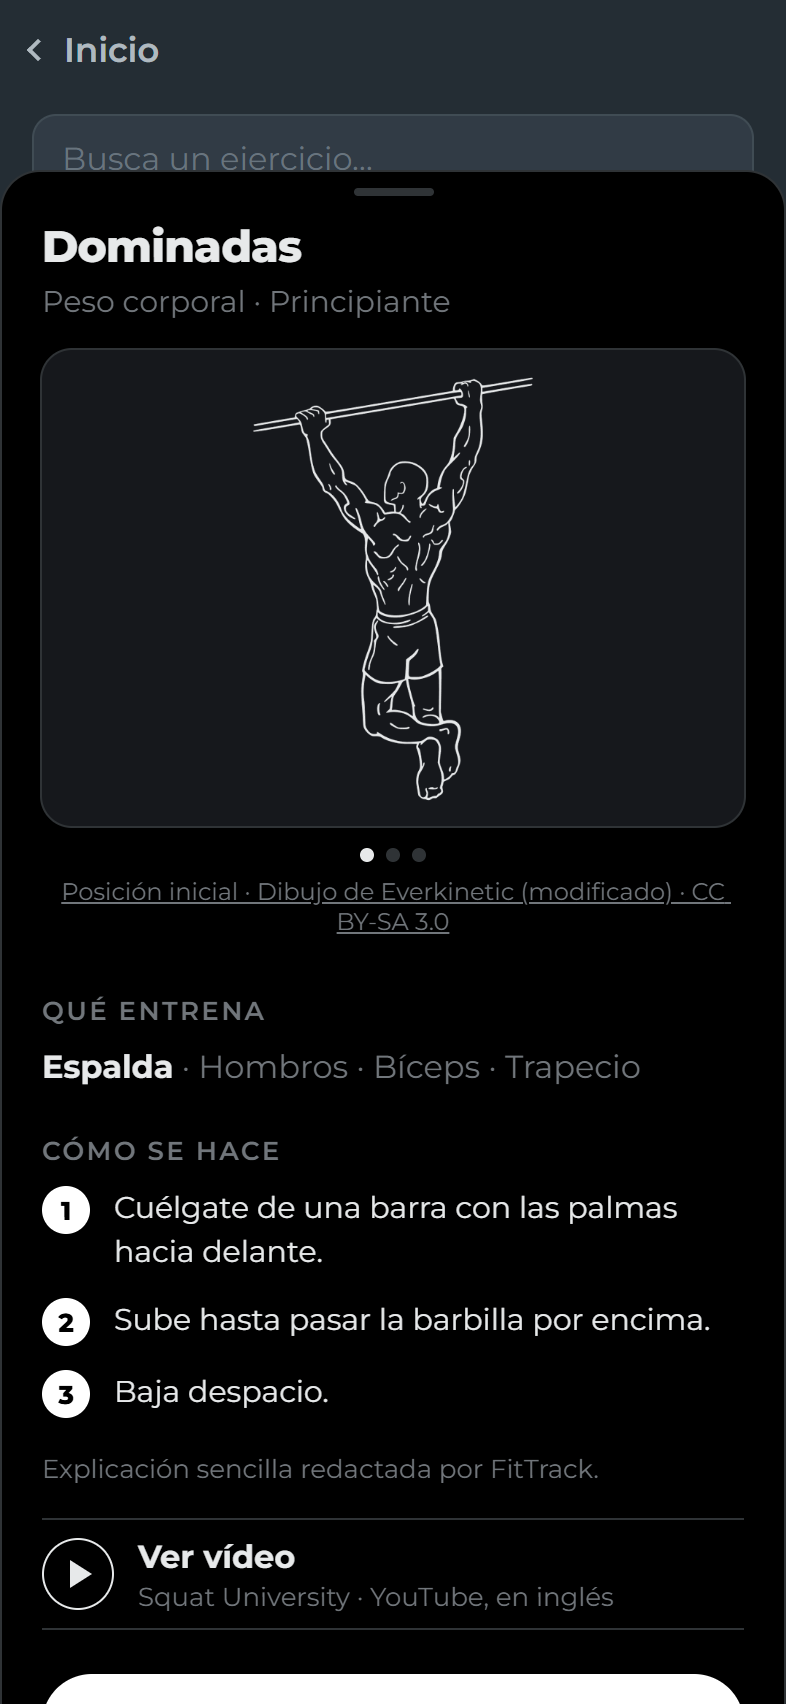 Inicio
Busca un ejercicio...
Dominadas
Peso corporal · Principiante
Posición inicial · Dibujo de Everkinetic (modificado) · CC
BY-SA 3.0
QUÉ ENTRENA
Espalda · Hombros · Bíceps · Trapecio
CÓMO SE HACE
1 Cuélgate de una barra con las palmas
hacia delante.
2 Sube hasta pasar la barbilla por encima.
3 Baja despacio.
Explicación sencilla redactada por FitTrack.
Ver vídeo
Squat University · YouTube, en inglés